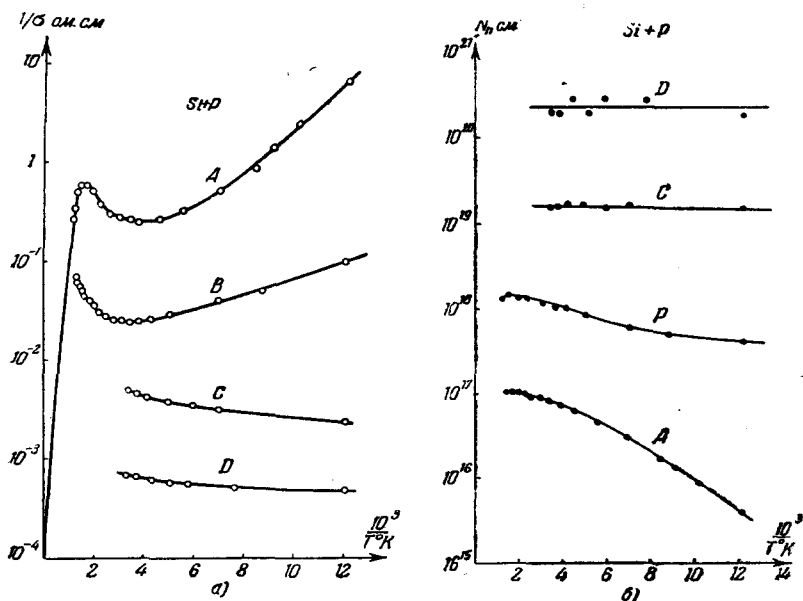 1/σ ом. см
10
1
10⁻¹
10⁻²
10⁻³
10⁻⁴
Si+p
A
B
C
D
2 4 6 8 10 12
10³
T°K
а)
Nn см
Si+p
10²¹
10²⁰
10¹⁹
10¹⁸
10¹⁷
10¹⁶
10¹⁵
D
C
P
A
2 4 6 8 10 12 14
10³
T°K
б)